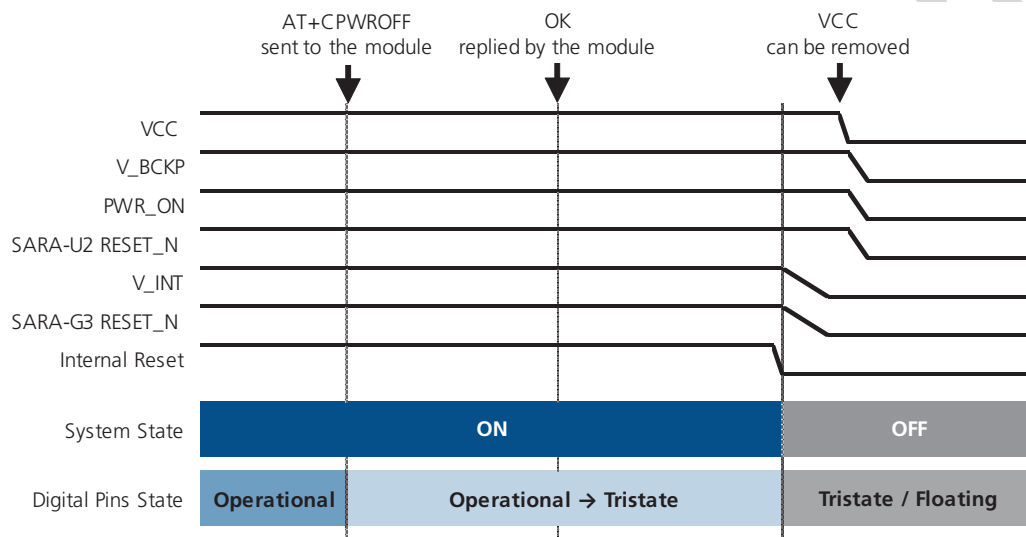 AT+CPWROFF
sent to the module
OK
replied by the module
VCC
can be removed
VCC
V_BCKP
PWR_ON
SARA-U2 RESET_N
V_INT
SARA-G3 RESET_N
Internal Reset
System State
ON
OFF
Digital Pins State
Operational
Operational → Tristate
Tristate / Floating